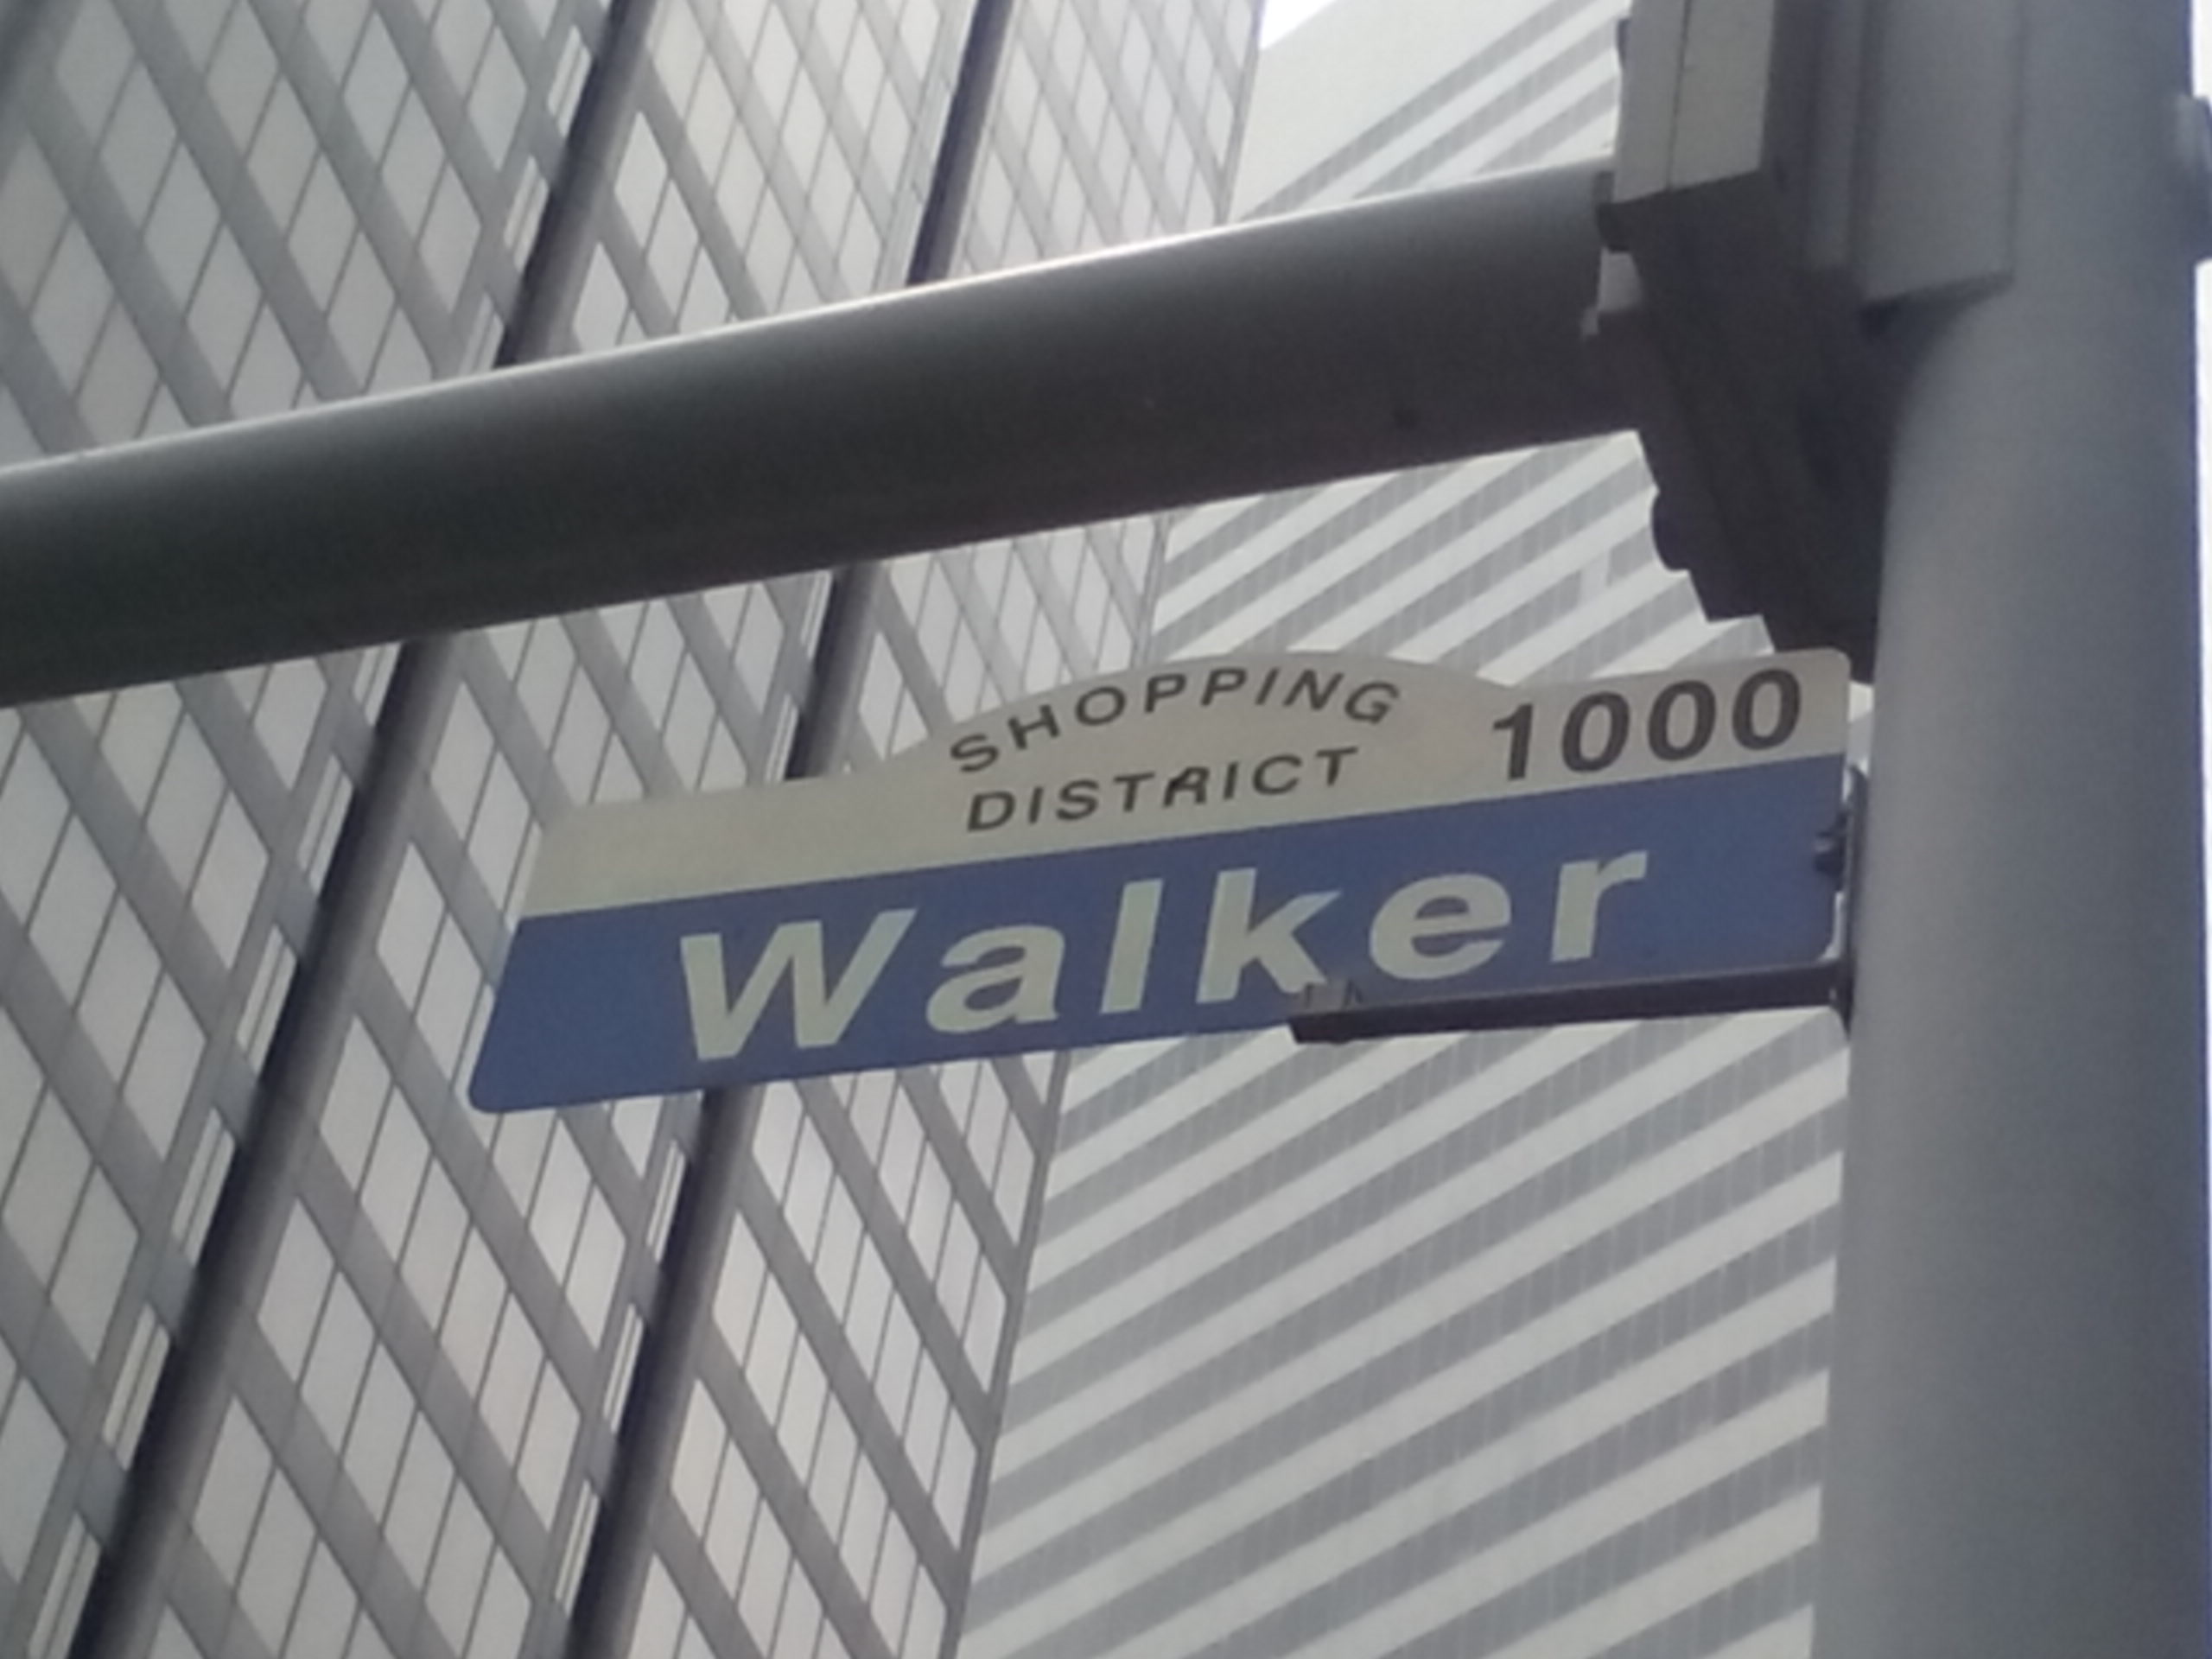 SHOPPING
DISTRICT 1000
Walker